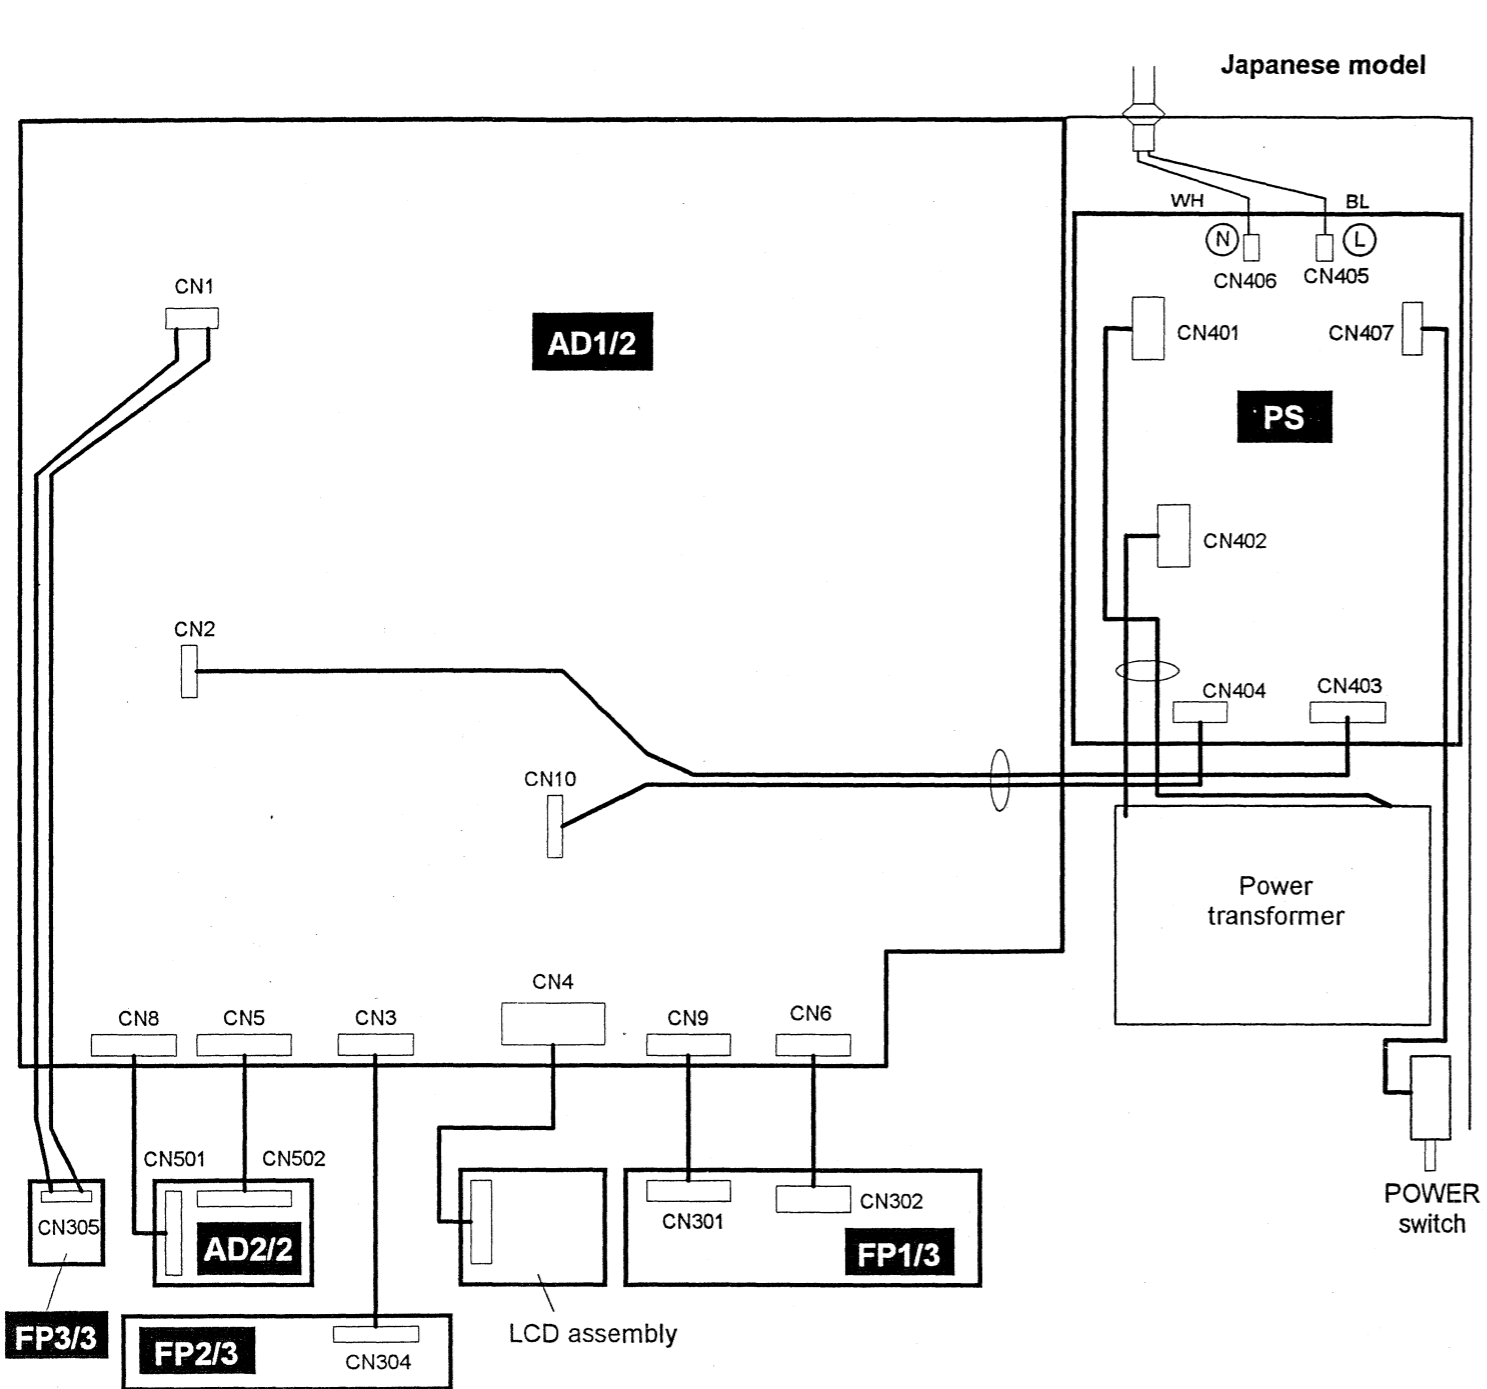 Japanese model
WH
BL
N
L
CN406
CN405
CN1
AD1/2
CN401
CN407
PS
CN402
CN2
CN404
CN403
CN10
Power
transformer
CN4
CN8
CN5
CN3
CN9
CN6
CN501
CN502
POWER
switch
CN305
AD2/2
CN301
CN302
FP1/3
FP3/3
LCD assembly
FP2/3
CN304